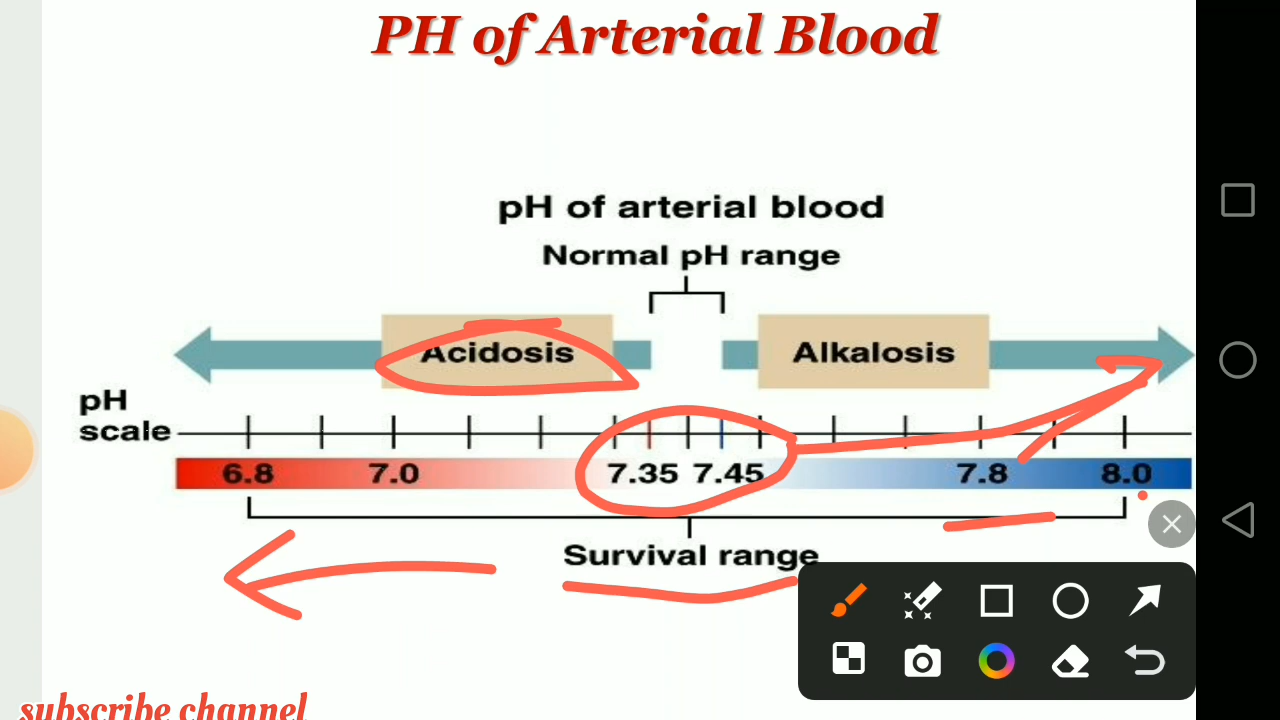 PH of Arterial Blood
pH of arterial blood
Normal pH range
Acidosis
Alkalosis
pH
scale
6.8 7.0 7.35 7.45 7.8 8.0
Survival range
subscribe channel